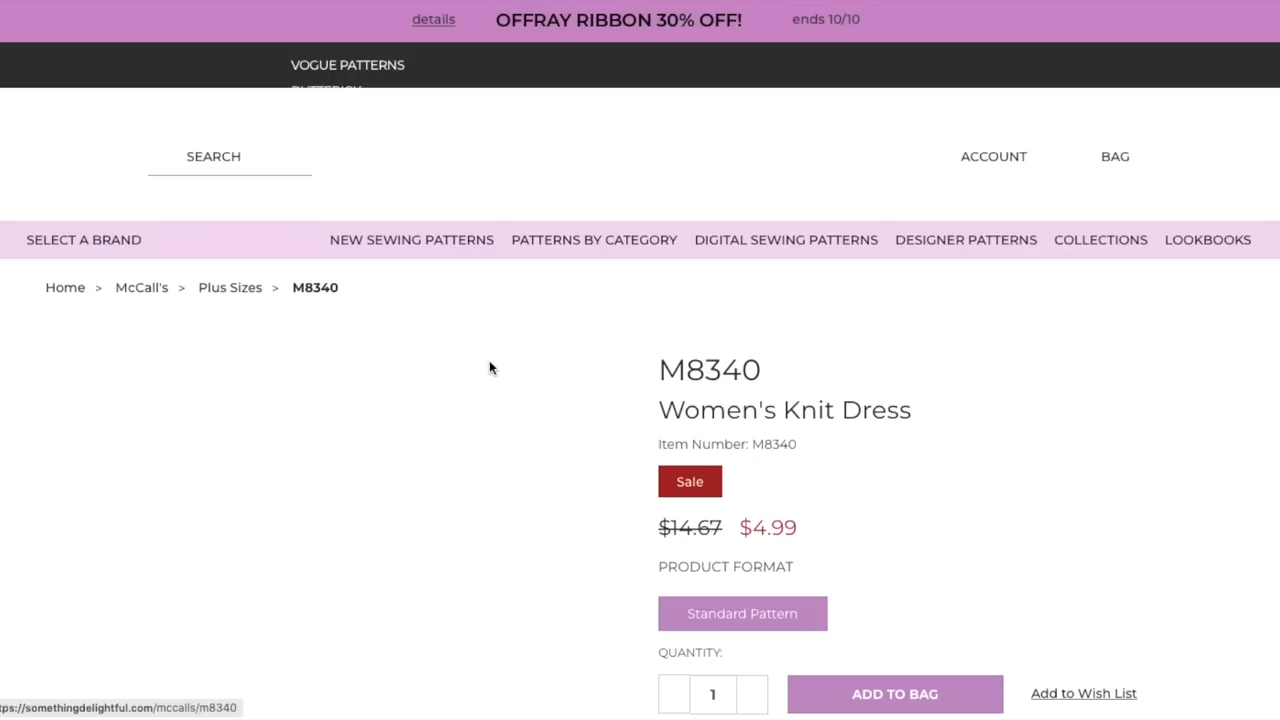 details OFFRAY RIBBON 30% OFF! ends 10/10
VOGUE PATTERNS
SEARCH ACCOUNT BAG
SELECT A BRAND NEW SEWING PATTERNS PATTERNS BY CATEGORY DIGITAL SEWING PATTERNS DESIGNER PATTERNS COLLECTIONS LOOKBOOKS
Home > McCall's > Plus Sizes > M8340
M8340
Women's Knit Dress
Item Number: M8340
Sale
$14.67 $4.99
PRODUCT FORMAT
Standard Pattern
QUANTITY:
1 ADD TO BAG Add to Wish List
tps://somethingdelightful.com/mccalls/m8340